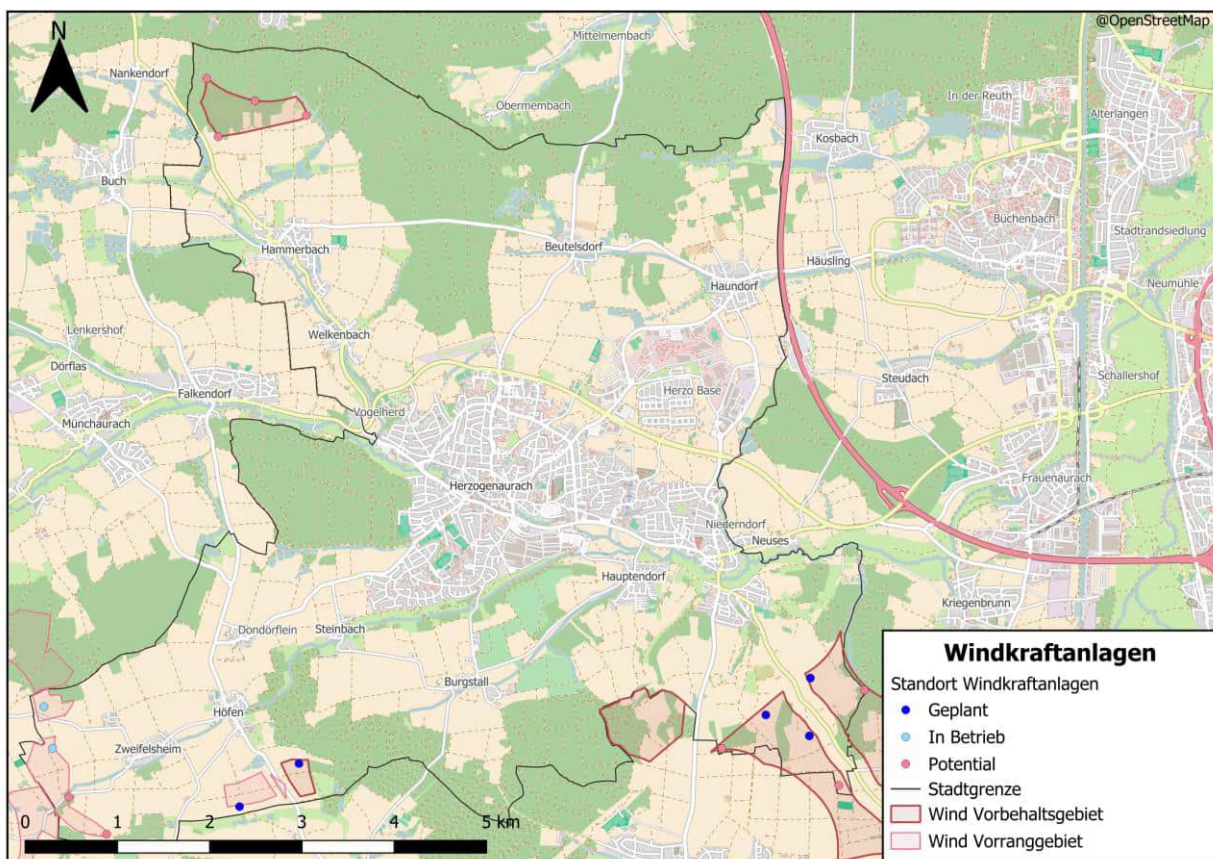 @OpenStreetMap
N
Mittelmembach
Nankendorf
Obermembach
In der Reuth
Alterlangen
Kosbach
Buch
Büchenbach
Stadtrandsiedlung
Hammerbach
Beutelsdorf
Häusling
Neumühle
Haundorf
Lenkershof
Welkenbach
Dörflas
Steudach
Schallershof
Falkendorf
Herzo Base
Vogelherd
Münchaurach
Herzogenaurach
Frauenaurach
Niederndorf
Neuses
Hauptendorf
Kriegenbrunn
Dondörflein
Steinbach
Burgstall
Höfen
Zweifelsheim
0 1 2 3 4 5 km
Windkraftanlagen
Standort Windkraftanlagen
Geplant
In Betrieb
Potential
Stadtgrenze
Wind Vorbehaltsgebiet
Wind Vorranggebiet